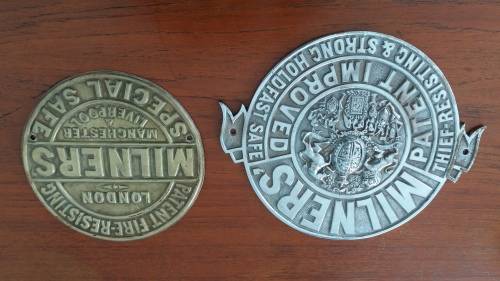 PATENT FIRE-RESISTING
LONDON
MILNERS'
MANCHESTER
&
LIVERPOOL
SPECIAL SAFE
MILNERS'
PATENT IMPROVED
THIEF-RESISTING & STRONG HOLDFAST SAFE